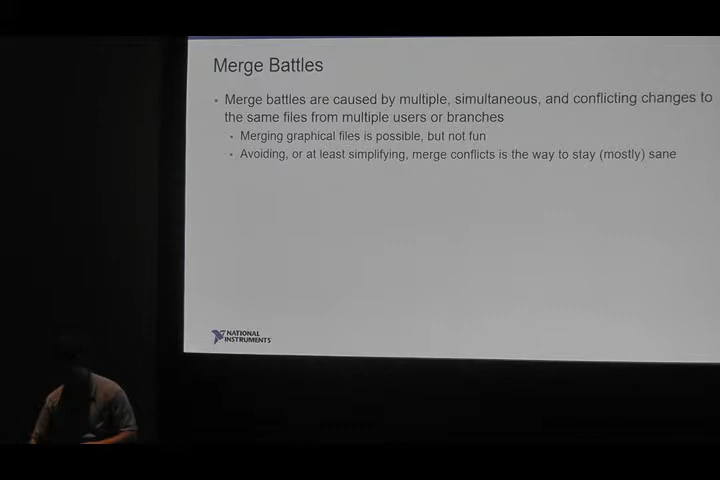 Merge Battles
• Merge battles are caused by multiple, simultaneous, and conflicting changes to
the same files from multiple users or branches
• Merging graphical files is possible, but not fun
• Avoiding, or at least simplifying, merge conflicts is the way to stay (mostly) sane
NATIONAL
INSTRUMENTS